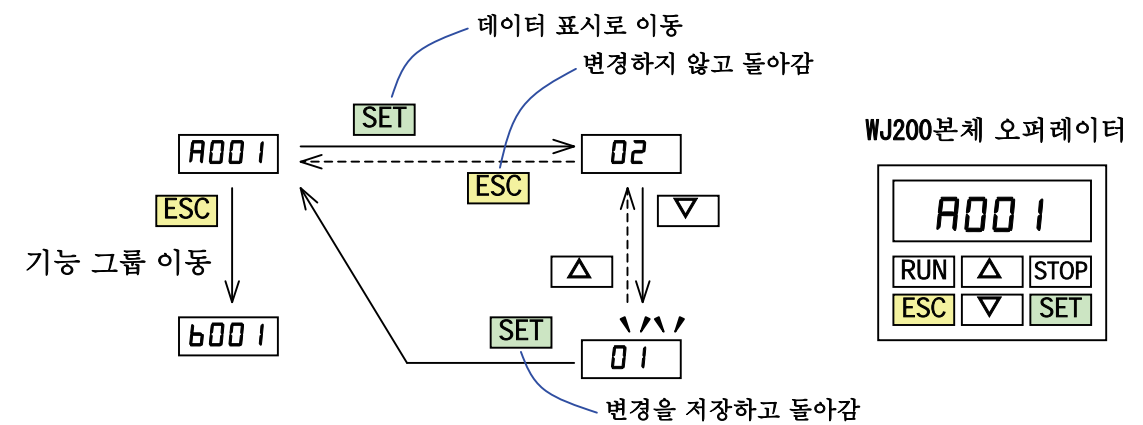 데이터 표시로 이동
변경하지 않고 돌아감
SET
WJ200본체 오퍼레이터
A001
02
ESC
A001
ESC
▽
기능 그룹 이동
△
RUN △ STOP
ESC ▽ SET
b001
SET
01
변경을 저장하고 돌아감